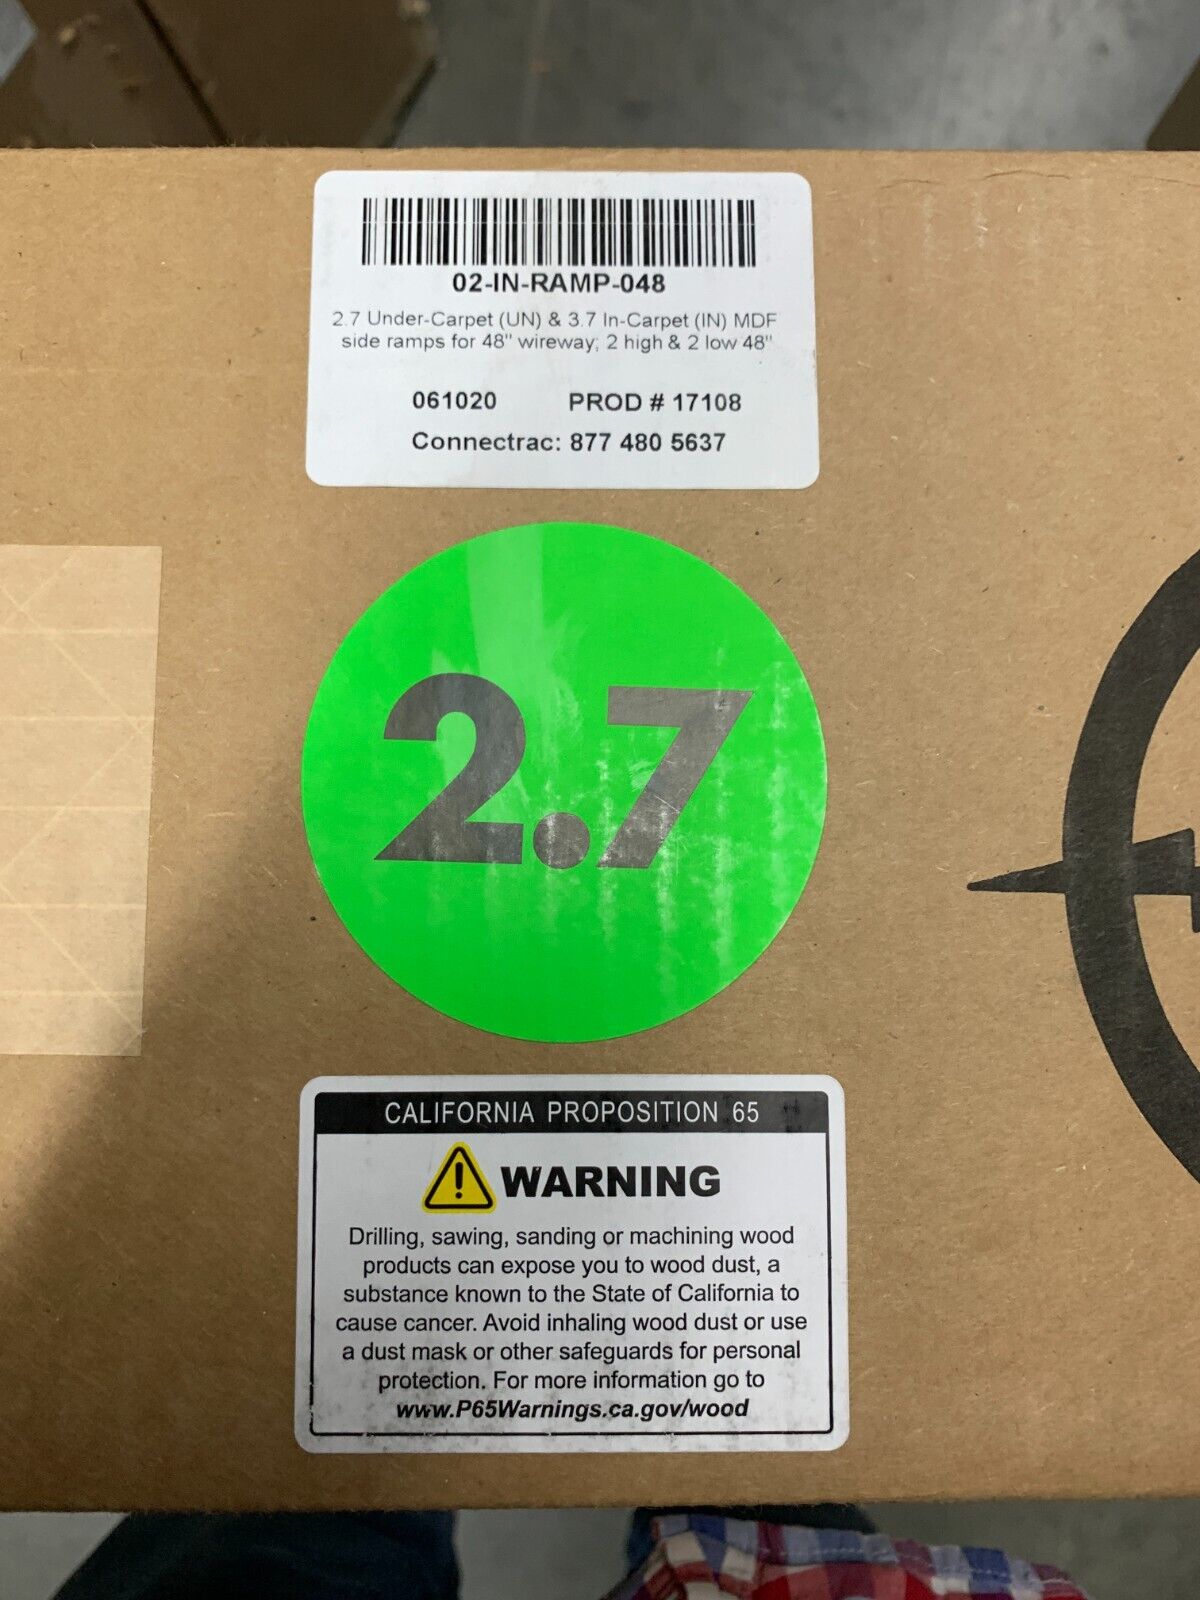 02-IN-RAMP-048
2.7 Under-Carpet (UN) & 3.7 In-Carpet (IN) MDF
side ramps for 48" wireway; 2 high & 2 low 48"
061020 PROD # 17108
Connectrac: 877 480 5637
2.7
CALIFORNIA PROPOSITION 65
WARNING
Drilling, sawing, sanding or machining wood
products can expose you to wood dust, a
substance known to the State of California to
cause cancer. Avoid inhaling wood dust or use
a dust mask or other safeguards for personal
protection. For more information go to
www.P65Warnings.ca.gov/wood